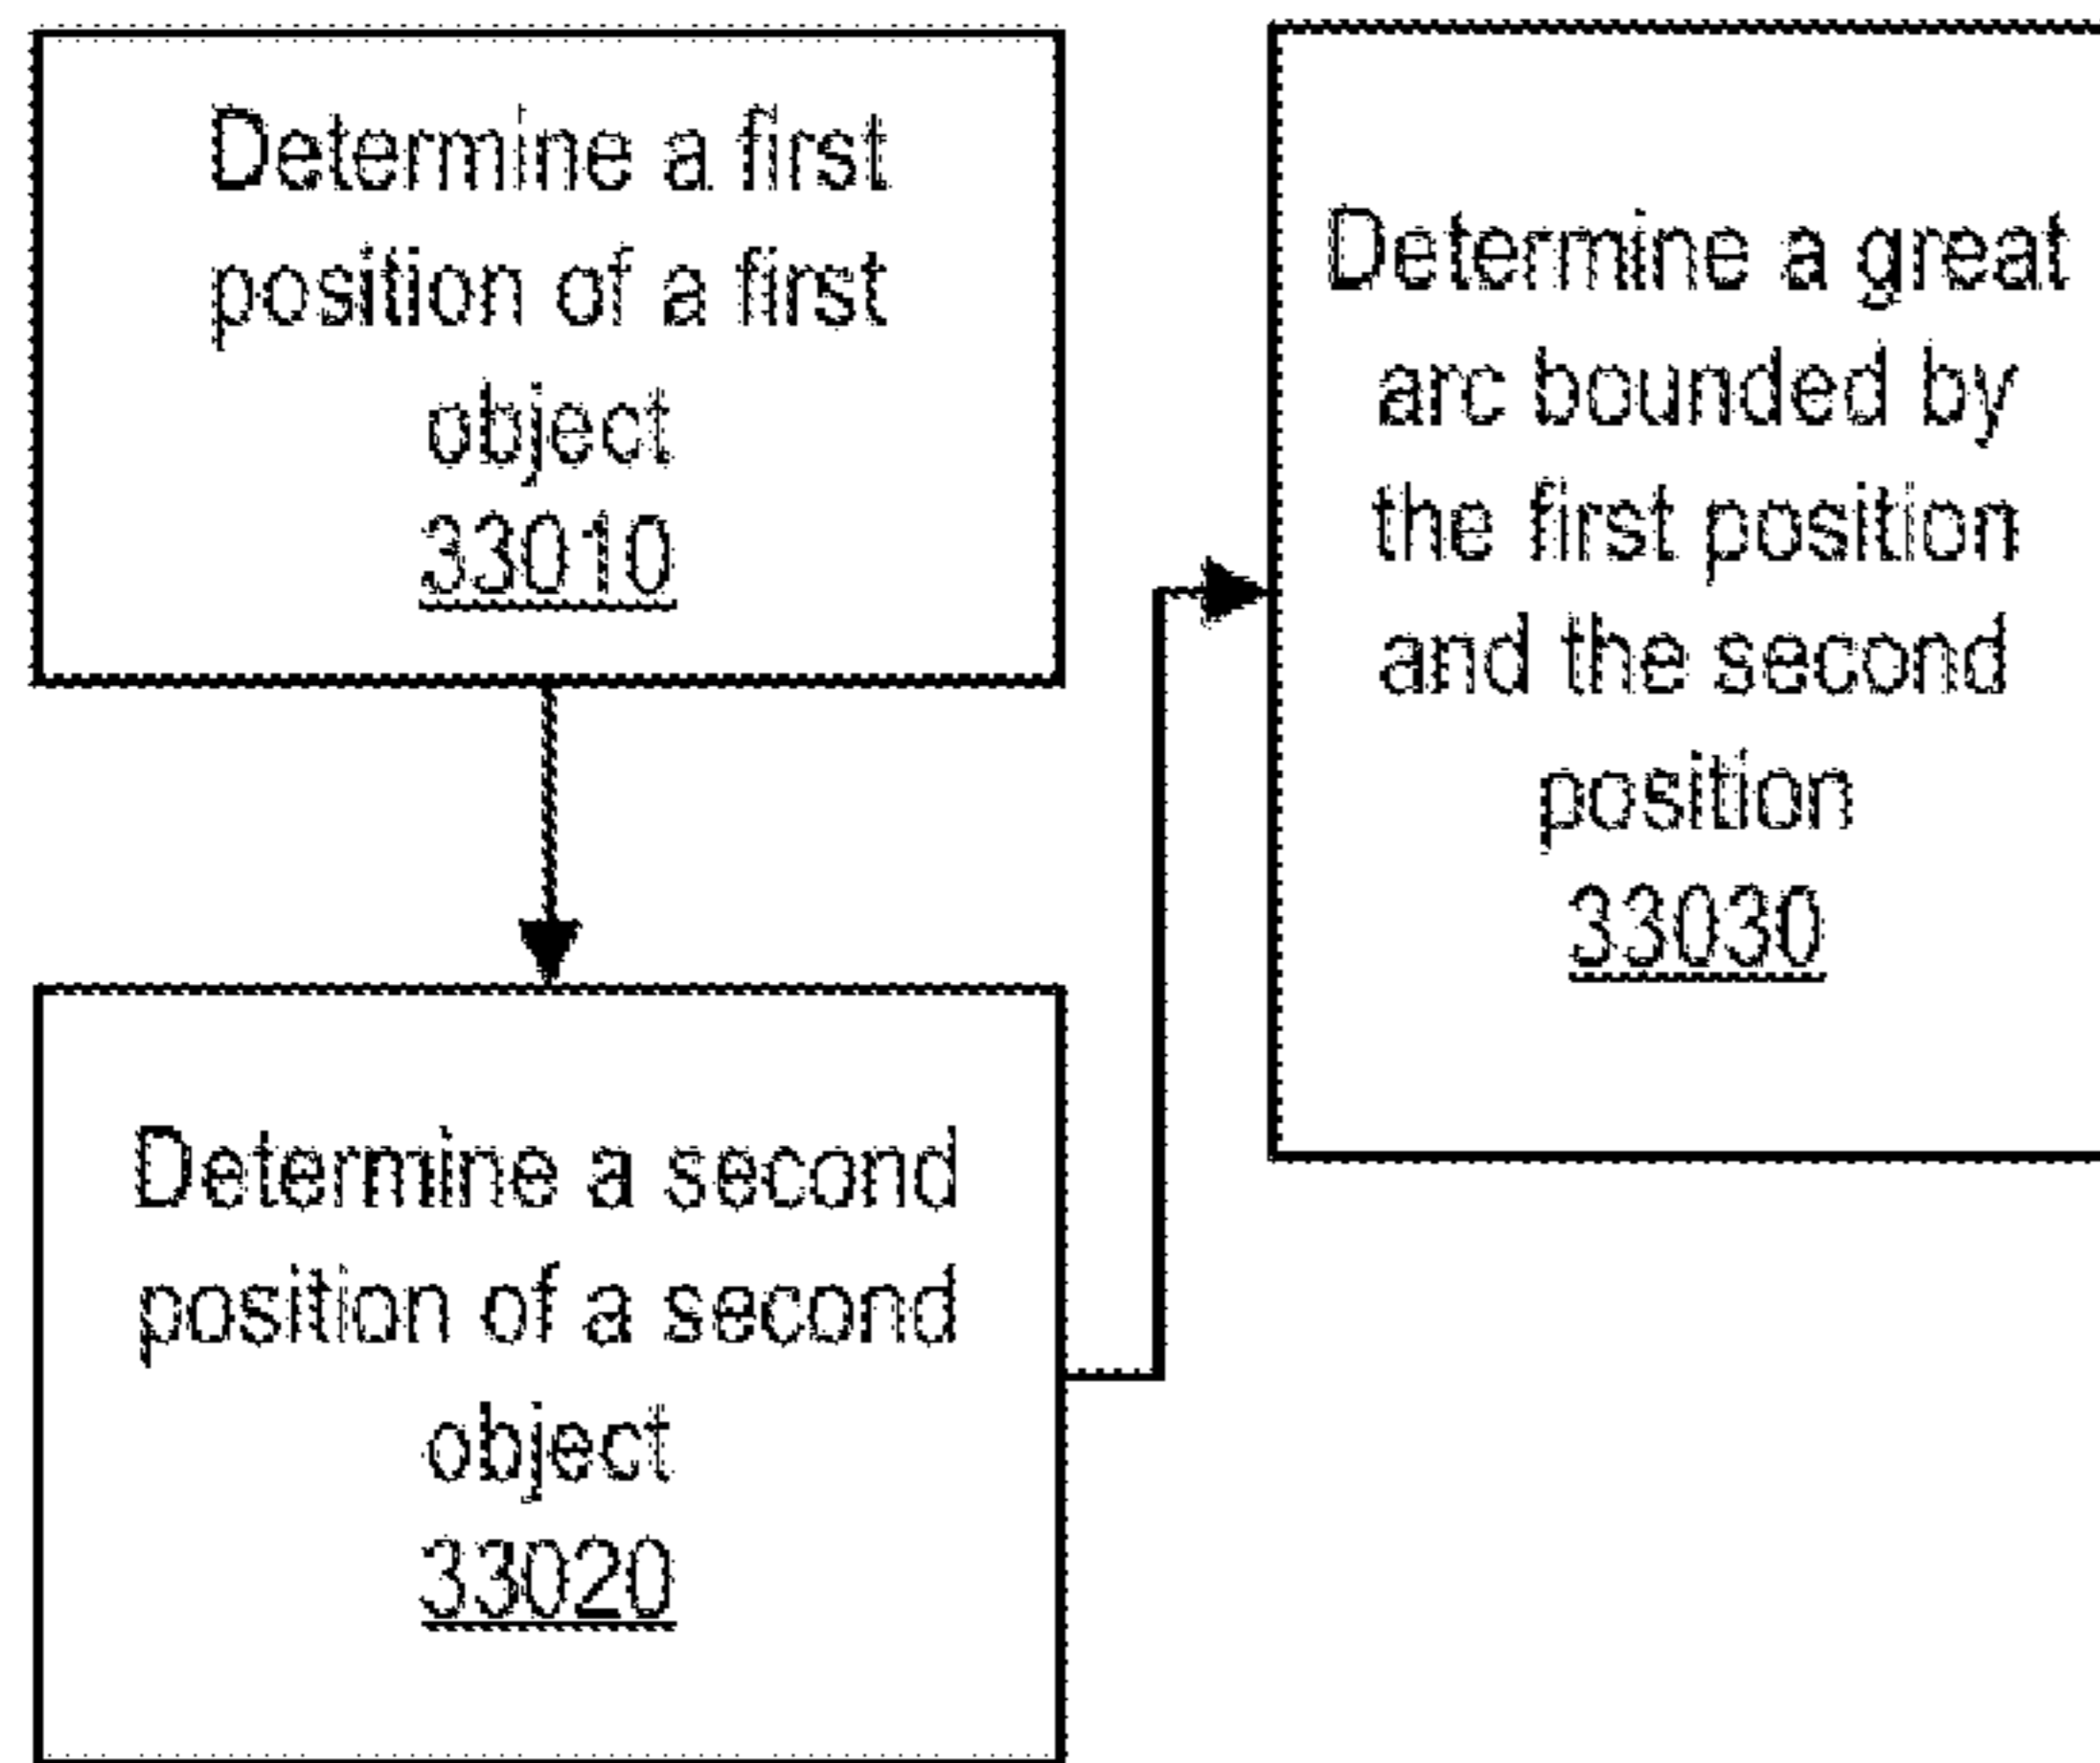 Determine a first
position of a first
object
33010
Determine a second
position of a second
object
33020
Determine a great
arc bounded by
the first position
and the second
position
33030